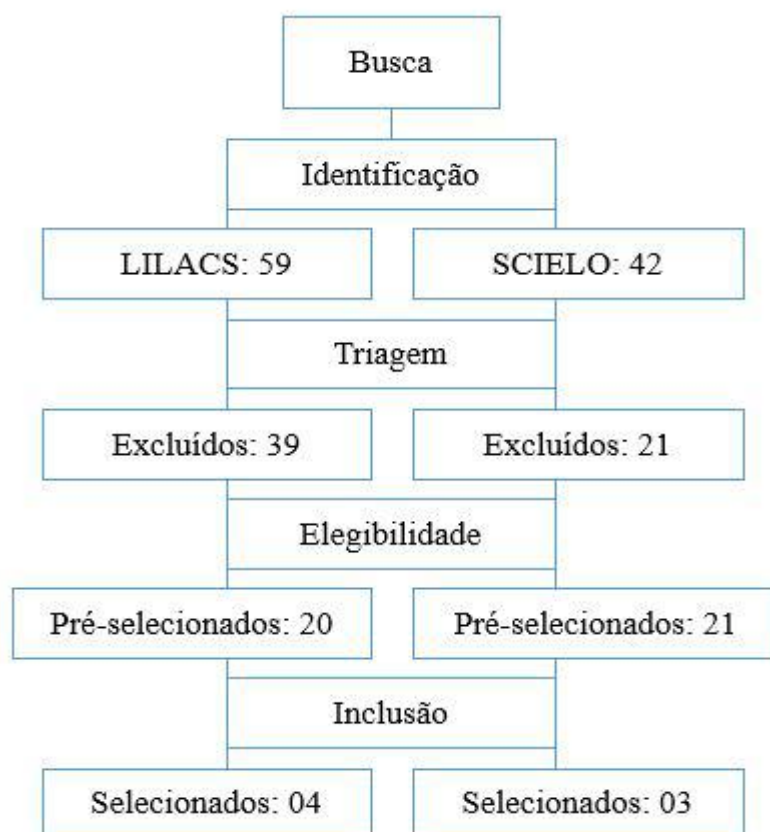 Busca
Identificação
LILACS: 59
SCIELO: 42
Triagem
Excluídos: 39
Excluídos: 21
Elegibilidade
Pré-selecionados: 20
Pré-selecionados: 21
Inclusão
Selecionados: 04
Selecionados: 03